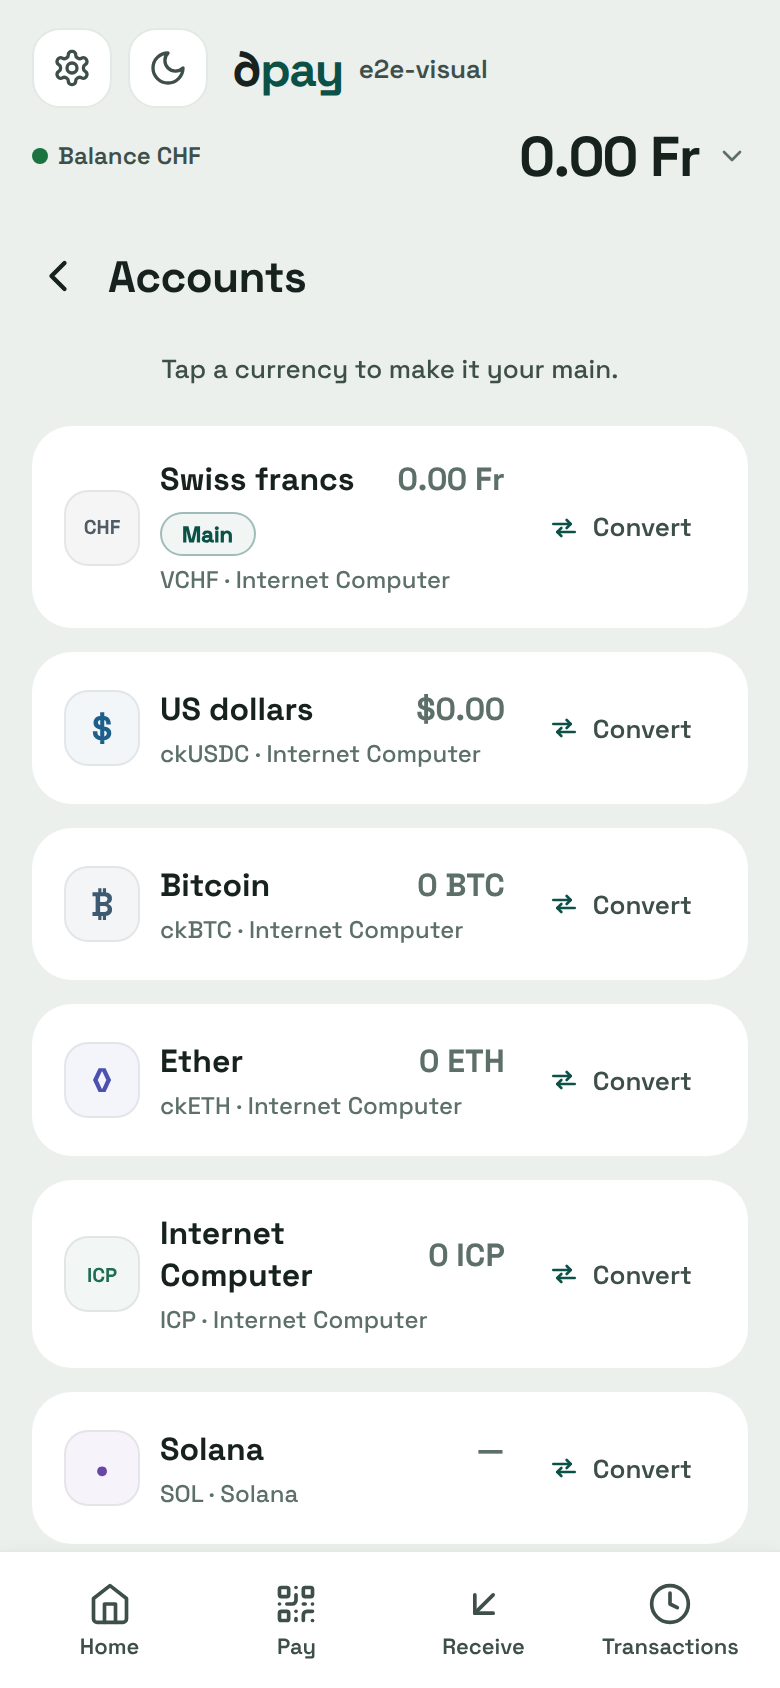 ∂pay e2e-visual
Balance CHF 0.00 Fr
Accounts
Tap a currency to make it your main.
CHF
Swiss francs 0.00 Fr
Main
VCHF · Internet Computer
Convert
$
US dollars $0.00
ckUSDC · Internet Computer
Convert
₿
Bitcoin 0 BTC
ckBTC · Internet Computer
Convert
Ether 0 ETH
ckETH · Internet Computer
Convert
ICP
Internet
Computer 0 ICP
ICP · Internet Computer
Convert
Solana —
SOL · Solana
Convert
Home Pay Receive Transactions